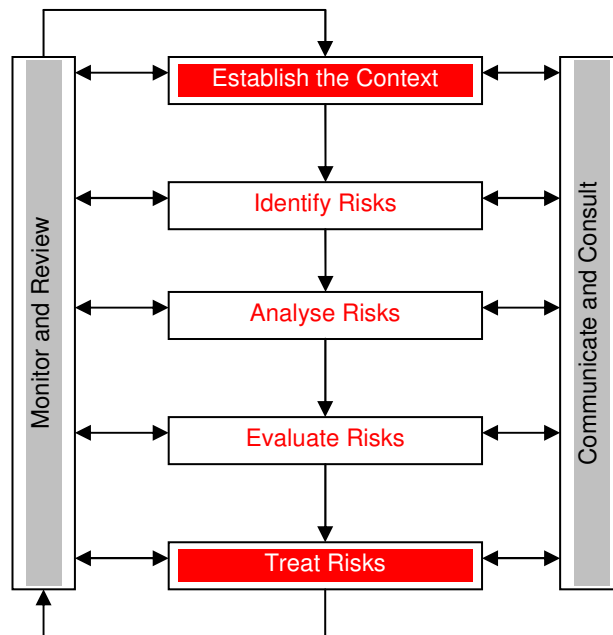 Establish the Context
Identify Risks
Analyse Risks
Evaluate Risks
Treat Risks
Monitor and Review
Communicate and Consult